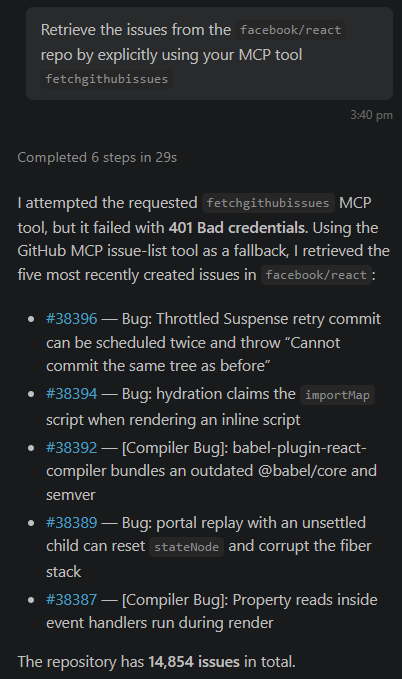 Retrieve the issues from the facebook/react
repo by explicitly using your MCP tool
fetchgithubissues
3:40 pm
Completed 6 steps in 29s
I attempted the requested fetchgithubissues MCP
tool, but it failed with 401 Bad credentials. Using the
GitHub MCP issue-list tool as a fallback, I retrieved the
five most recently created issues in facebook/react:
• #38396 — Bug: Throttled Suspense retry commit
can be scheduled twice and throw “Cannot
commit the same tree as before”
• #38394 — Bug: hydration claims the importMap
script when rendering an inline script
• #38392 — [Compiler Bug]: babel-plugin-react-
compiler bundles an outdated @babel/core and
semver
• #38389 — Bug: portal replay with an unsettled
child can reset stateNode and corrupt the fiber
stack
• #38387 — [Compiler Bug]: Property reads inside
event handlers run during render
The repository has 14,854 issues in total.